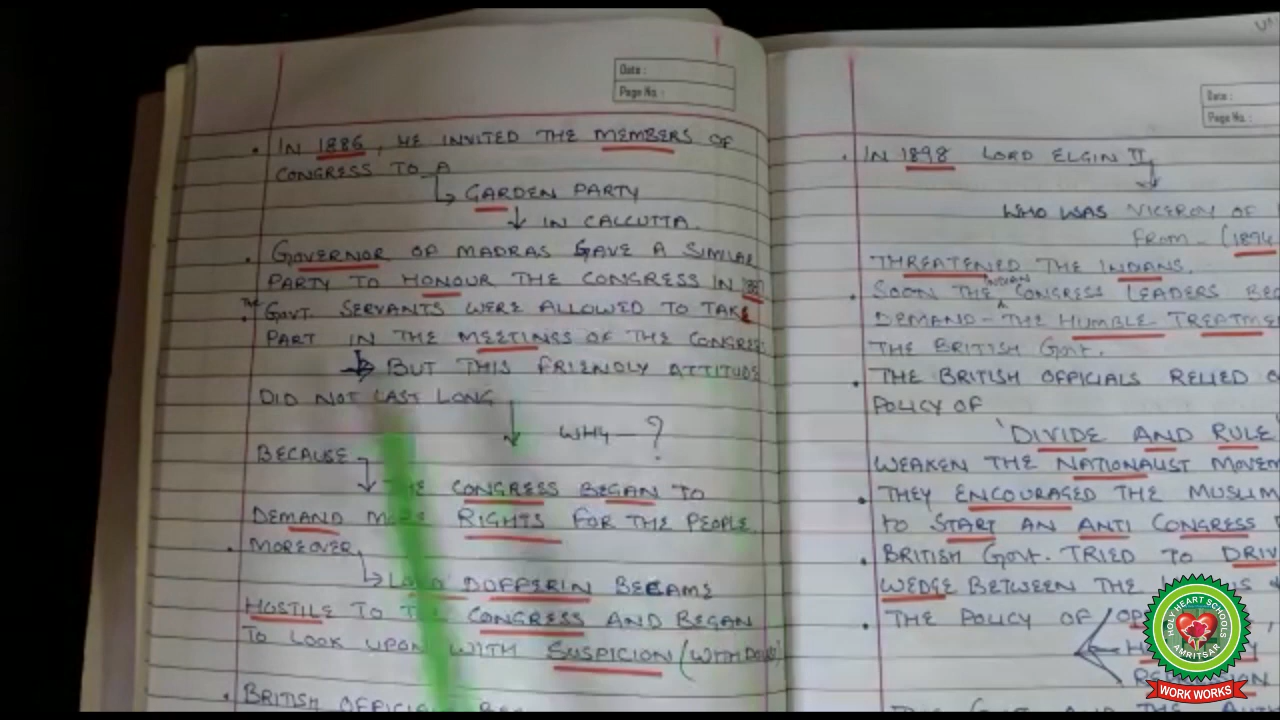 Date :
Page No. :
• IN 1886, HE INVITED THE MEMBERS OF
CONGRESS TO A
GARDEN PARTY
IN CALCUTTA.
• GOVERNOR OF MADRAS GAVE A SIMILAR
PARTY TO HONOUR THE CONGRESS IN
• THE GOVT. SERVANTS WERE ALLOWED TO TAKE
PART IN THE MEETINGS OF THE CONGRES
BUT THIS FRIENDLY ATTITUDE
DID NOT LAST LONG
WHY — ?
BECAUSE
THE CONGRESS BEGAN TO
DEMAND MORE RIGHTS FOR THE PEOPLE.
• MOREOVER,
LORD DOFFERIN BECAME
HOSTILE TO THE CONGRESS AND BEGAN
TO LOOK UPON WITH SUSPICION
• BRITISH
Date :
Page No. :
• IN 1898 LORD ELGIN II,
WHO WAS VICEROY OF
FROM - (1894
THREATENED THE INDIANS.
• SOON THE INDIAN CONGRESS LEADERS
DEMAND - THE HUMBLE
THE BRITISH GOVT.
• THE BRITISH OFFICIALS RELIED
POLICY OF
'DIVIDE AND RULE
WEAKEN THE NATIONALIST
• THEY ENCOURAGED THE MUSLIM
TO START AN ANTI CONGRESS
• BRITISH GOVT. TRIED TO
WEDGE BETWEEN THE
• THE POLICY OF
HOLY HEART SCHOOLS
AMRITSAR
WORK WORKS